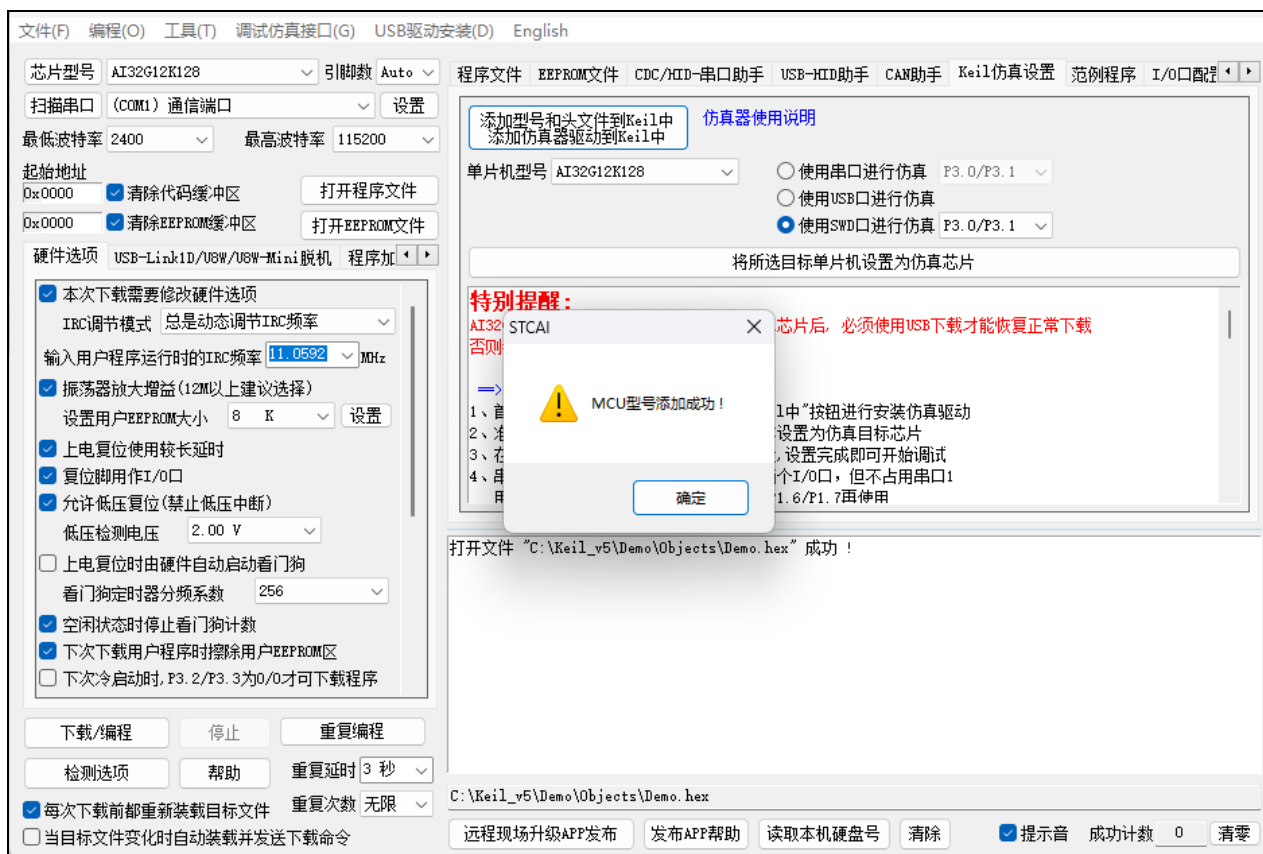 文件(F) 编程(O) 工具(T) 调试仿真接口(G) USB驱动安装(D) English
芯片型号 AI32G12K128 引脚数 Auto
扫描串口 (COM1) 通信端口 设置
最低波特率 2400 最高波特率 115200
起始地址
0x0000 清除代码缓冲区 打开程序文件
0x0000 清除EEPROM缓冲区 打开EEPROM文件
硬件选项 USB-Link1D/U8W/U8W-Mini脱机 程序加
本次下载需要修改硬件选项
IRC调节模式 总是动态调节IRC频率
输入用户程序运行时的IRC频率 11.0592 MHz
振荡器放大增益(12M以上建议选择)
设置用户EEPROM大小 8 K 设置
上电复位使用较长延时
复位脚用作I/O口
允许低压复位(禁止低压中断)
低压检测电压 2.00 V
上电复位时由硬件自动启动看门狗
看门狗定时器分频系数 256
空闲状态时停止看门狗计数
下次下载用户程序时擦除用户EEPROM区
下次冷启动时,P3.2/P3.3为0/0才可下载程序
下载/编程 停止 重复编程
检测选项 帮助 重复延时 3 秒
每次下载前都重新装载目标文件 重复次数 无限
当目标文件变化时自动装载并发送下载命令
程序文件 EEPROM文件 CDC/HID-串口助手 USB-HID助手 CAN助手 Keil仿真设置 范例程序 I/O口配
添加型号和头文件到Keil中
添加仿真器驱动到Keil中
仿真器使用说明
单片机型号 AI32G12K128 使用串口进行仿真 P3.0/P3.1
使用USB口进行仿真
使用SWD口进行仿真 P3.0/P3.1
将所选目标单片机设置为仿真芯片
特别提醒:
AI32 芯片后, 必须使用USB下载才能恢复正常下载
否则
==>
1、首 il中"按钮进行安装仿真驱动
2、准 设置为仿真目标芯片
3、在 ,设置完成即可开始调试
4、串 个I/O口，但不占用串口1
用 1.6/P1.7再使用
STCAI
MCU型号添加成功！
确定
打开文件 "C:\Keil_v5\Demo\Objects\Demo.hex" 成功 !
C:\Keil_v5\Demo\Objects\Demo.hex
远程现场升级APP发布 发布APP帮助 读取本机硬盘号 清除 提示音 成功计数 0 清零